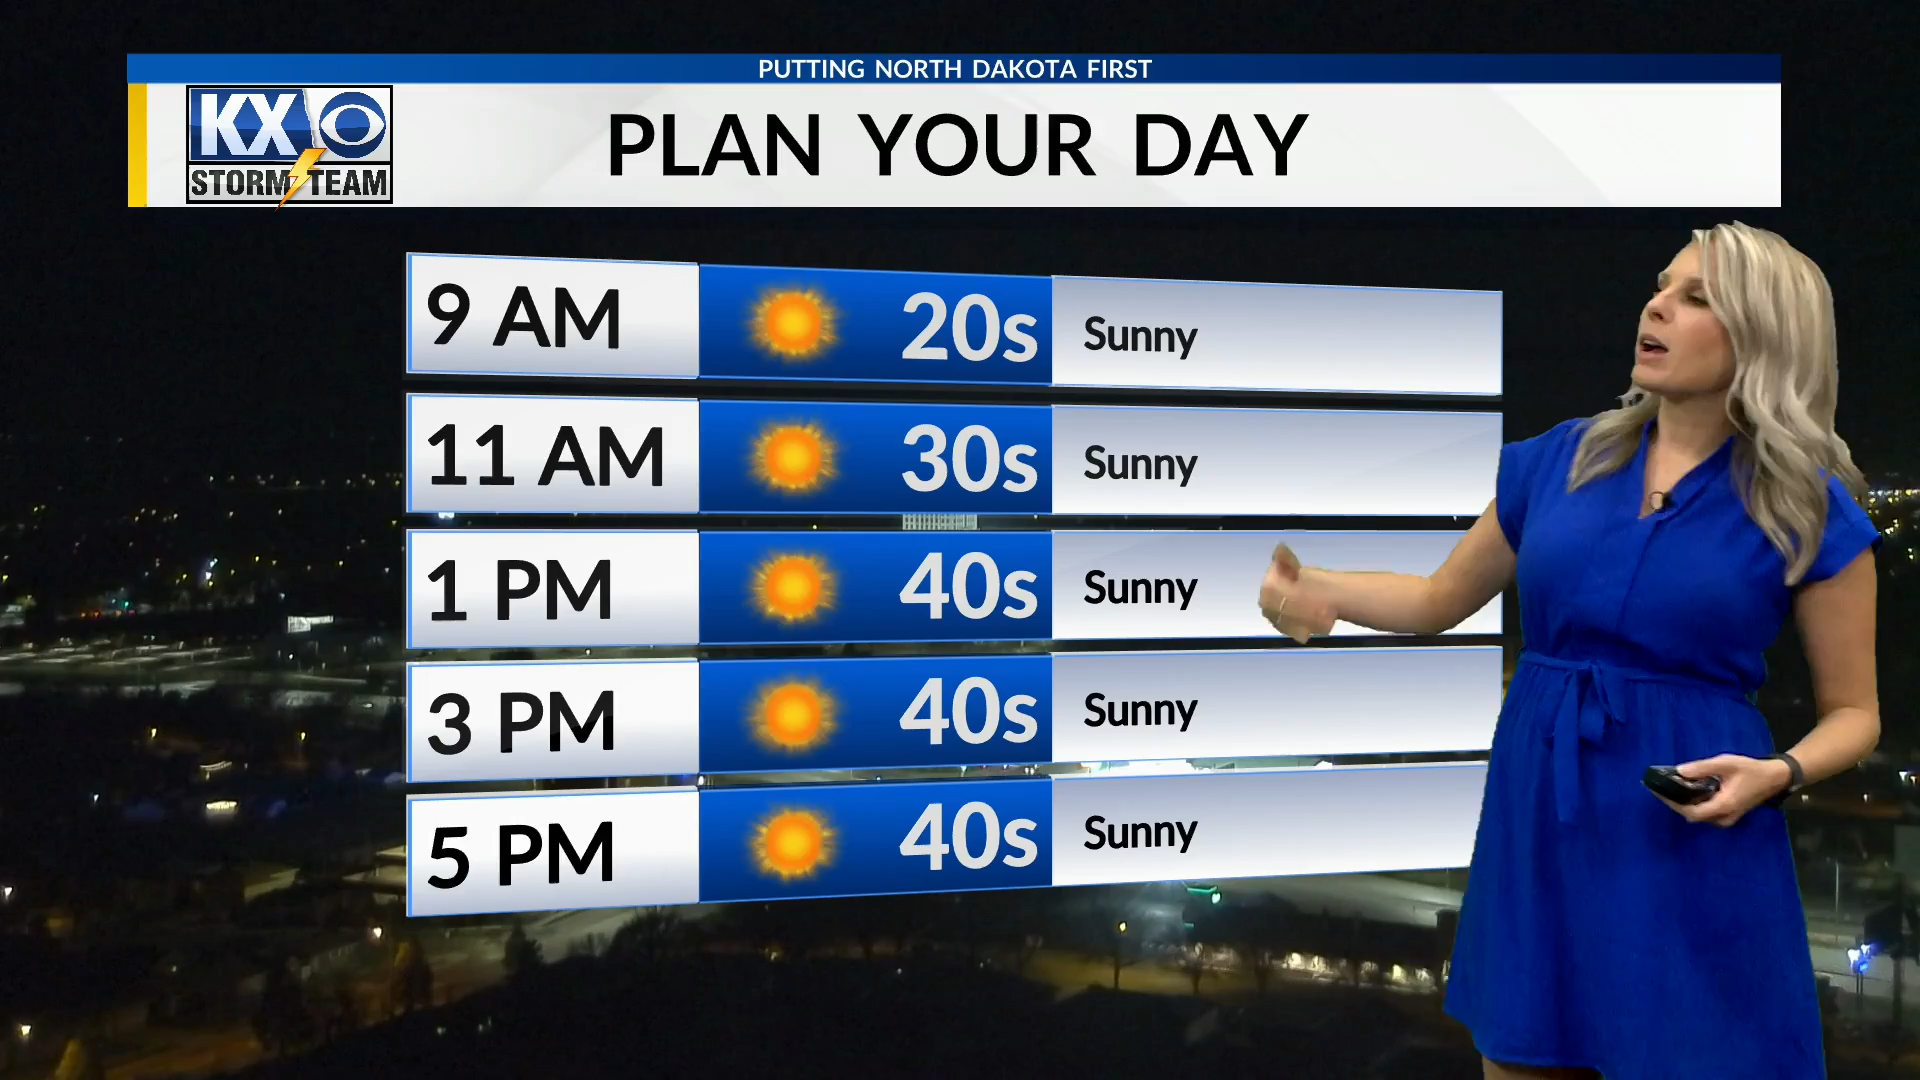 PUTTING NORTH DAKOTA FIRST
KX
STORM TEAM
PLAN YOUR DAY
9 AM 20s Sunny
11 AM 30s Sunny
1 PM 40s Sunny
3 PM 40s Sunny
5 PM 40s Sunny